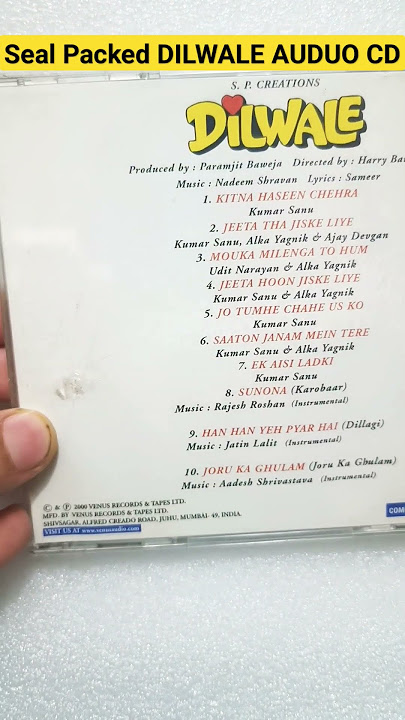 Seal Packed DILWALE AUDUO CD
S. P. CREATIONS
DILWALE
Produced by : Paramjit Baweja Directed by : Harry
Music : Nadeem Shravan Lyrics : Sameer
1. KITNA HASEEN CHEHRA
Kumar Sanu
2. JEETA THA JISKE LIYE
Kumar Sanu, Alka Yagnik & Ajay Devgan
3. MOUKA MILENGA TO HUM
Udit Narayan & Alka Yagnik
4. JEETA HOON JISKE LIYE
Kumar Sanu & Alka Yagnik
5. JO TUMHE CHAHE US KO
Kumar Sanu
6. SAATON JANAM MEIN TERE
Kumar Sanu & Alka Yagnik
7. EK AISI LADKI
Kumar Sanu
8. SUNONA (Karobaar)
Music : Rajesh Roshan (Instrumental)
9. HAN HAN YEH PYAR HAI (Dillagi)
Music : Jatin Lalit (Instrumental)
10. JORU KA GHULAM (Joru Ka Ghulam)
Music : Aadesh Shrivastava (Instrumental)
© & ℗ 2000 VENUS RECORDS & TAPES LTD.
MFD. BY VENUS RECORDS & TAPES LTD.
SHIVSAGAR, ALFRED CREADO ROAD, JUHU, MUMBAI- 49, INDIA.
VISIT US AT www.venusaudio.com